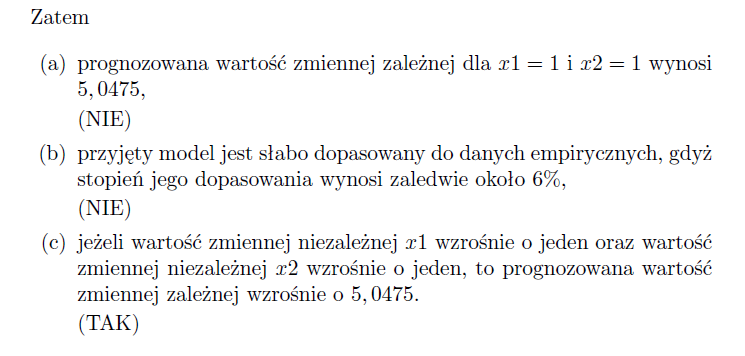 Zatem
(a) prognozowana wartość zmiennej zależnej dla x1 = 1 i x2 = 1 wynosi
5,0475,
(NIE)
(b) przyjęty model jest słabo dopasowany do danych empirycznych, gdyż
stopień jego dopasowania wynosi zaledwie około 6%,
(NIE)
(c) jeżeli wartość zmiennej niezależnej x1 wzrośnie o jeden oraz wartość
zmiennej niezależnej x2 wzrośnie o jeden, to prognozowana wartość
zmiennej zależnej wzrośnie o 5,0475.
(TAK)